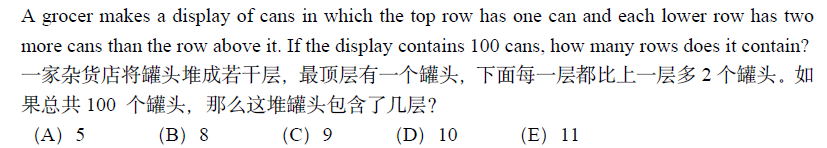 A grocer makes a display of cans in which the top row has one can and each lower row has two
more cans than the row above it. If the display contains 100 cans, how many rows does it contain?
一家杂货店将罐头堆成若干层，最顶层有一个罐头，下面每一层都比上一层多 2 个罐头。如
果总共 100 个罐头，那么这堆罐头包含了几层？
（A）5 （B）8 （C）9 （D）10 （E）11